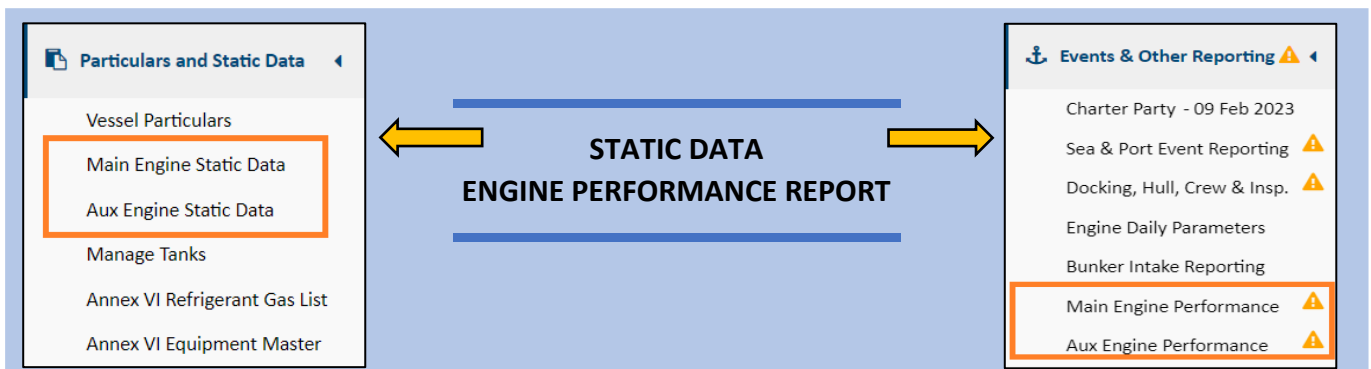 Particulars and Static Data
Vessel Particulars
Main Engine Static Data
Aux Engine Static Data
Manage Tanks
Annex VI Refrigerant Gas List
Annex VI Equipment Master
STATIC DATA
ENGINE PERFORMANCE REPORT
Events & Other Reporting
Charter Party - 09 Feb 2023
Sea & Port Event Reporting
Docking, Hull, Crew & Insp.
Engine Daily Parameters
Bunker Intake Reporting
Main Engine Performance
Aux Engine Performance